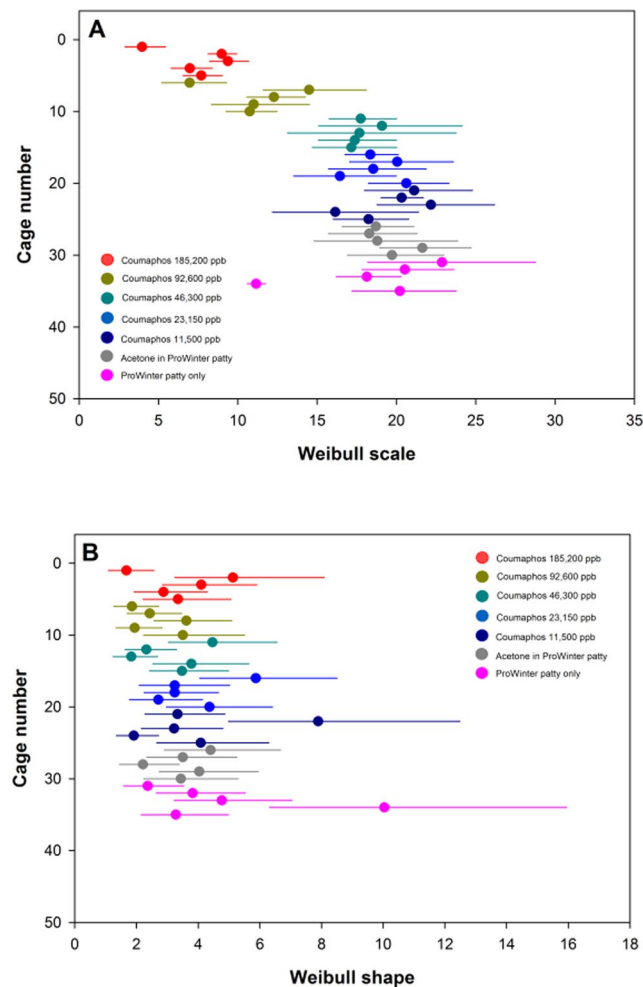 A
0
10
20
30
40
50
Cage number
Coumaphos 185,200 ppb
Coumaphos 92,600 ppb
Coumaphos 46,300 ppb
Coumaphos 23,150 ppb
Coumaphos 11,500 ppb
Acetone in ProWinter patty
ProWinter patty only
0 5 10 15 20 25 30 35
Weibull scale
B
0
10
20
30
40
50
Cage number
Coumaphos 185,200 ppb
Coumaphos 92,600 ppb
Coumaphos 46,300 ppb
Coumaphos 23,150 ppb
Coumaphos 11,500 ppb
Acetone in ProWinter patty
ProWinter patty only
0 2 4 6 8 10 12 14 16 18
Weibull shape